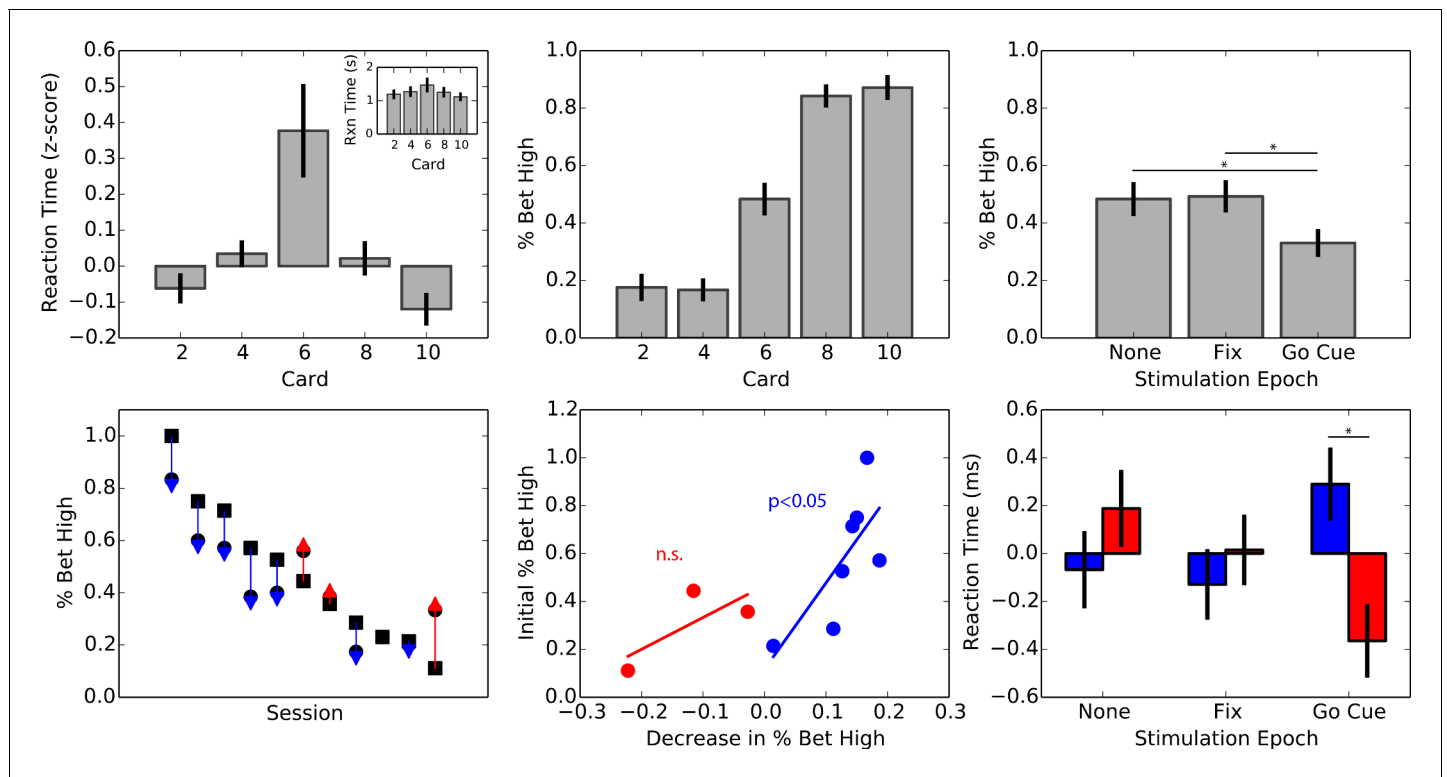 Reaction Time (z-score)
0.6
0.5
0.4
0.3
0.2
0.1
0.0
−0.1
−0.2
2 4 6 8 10
Card
Rxn Time (s)
2
1
0
2 4 6 8 10
Card
% Bet High
1.0
0.8
0.6
0.4
0.2
0.0
2 4 6 8 10
Card
% Bet High
1.0
0.8
0.6
0.4
0.2
0.0
*
*
None Fix Go Cue
Stimulation Epoch
% Bet High
1.0
0.8
0.6
0.4
0.2
0.0
Session
Initial % Bet High
1.2
1.0
0.8
0.6
0.4
0.2
0.0
p<0.05
n.s.
−0.3 −0.2 −0.1 0.0 0.1 0.2 0.3
Decrease in % Bet High
Reaction Time (ms)
0.6
0.4
0.2
0.0
−0.2
−0.4
−0.6
*
None Fix Go Cue
Stimulation Epoch